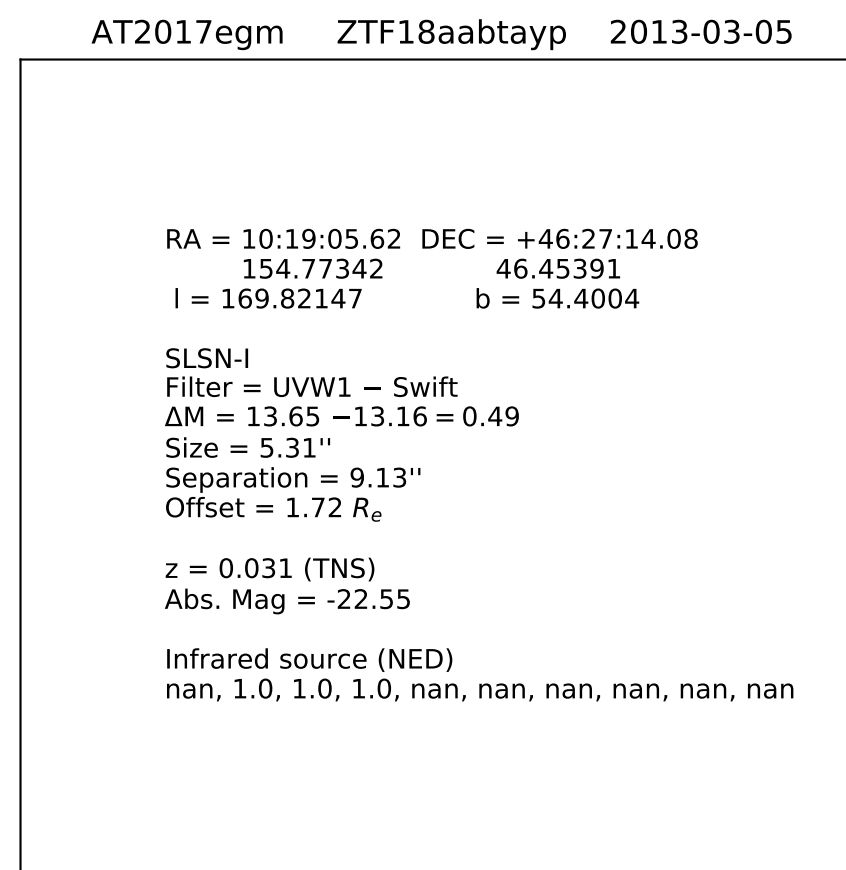 AT2017egm ZTF18aabtayp 2013-03-05
RA = 10:19:05.62 DEC = +46:27:14.08
154.77342 46.45391
l = 169.82147 b = 54.4004
SLSN-I
Filter = UVW1 − Swift
ΔM = 13.65 −13.16 = 0.49
Size = 5.31''
Separation = 9.13''
Offset = 1.72 Rₑ
z = 0.031 (TNS)
Abs. Mag = -22.55
Infrared source (NED)
nan, 1.0, 1.0, 1.0, nan, nan, nan, nan, nan, nan